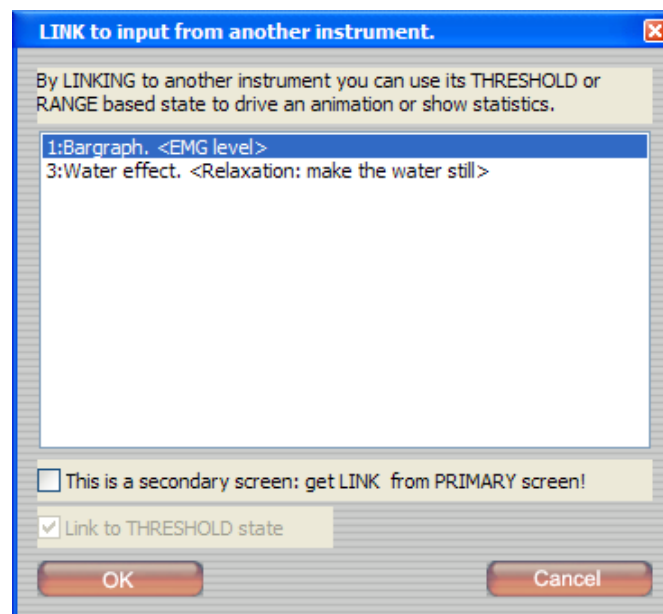 LINK to input from another instrument.
By LINKING to another instrument you can use its THRESHOLD or
RANGE based state to drive an animation or show statistics.
1:Bargraph. <EMG level>
3:Water effect. <Relaxation: make the water still>
This is a secondary screen: get LINK from PRIMARY screen!
Link to THRESHOLD state
OK
Cancel